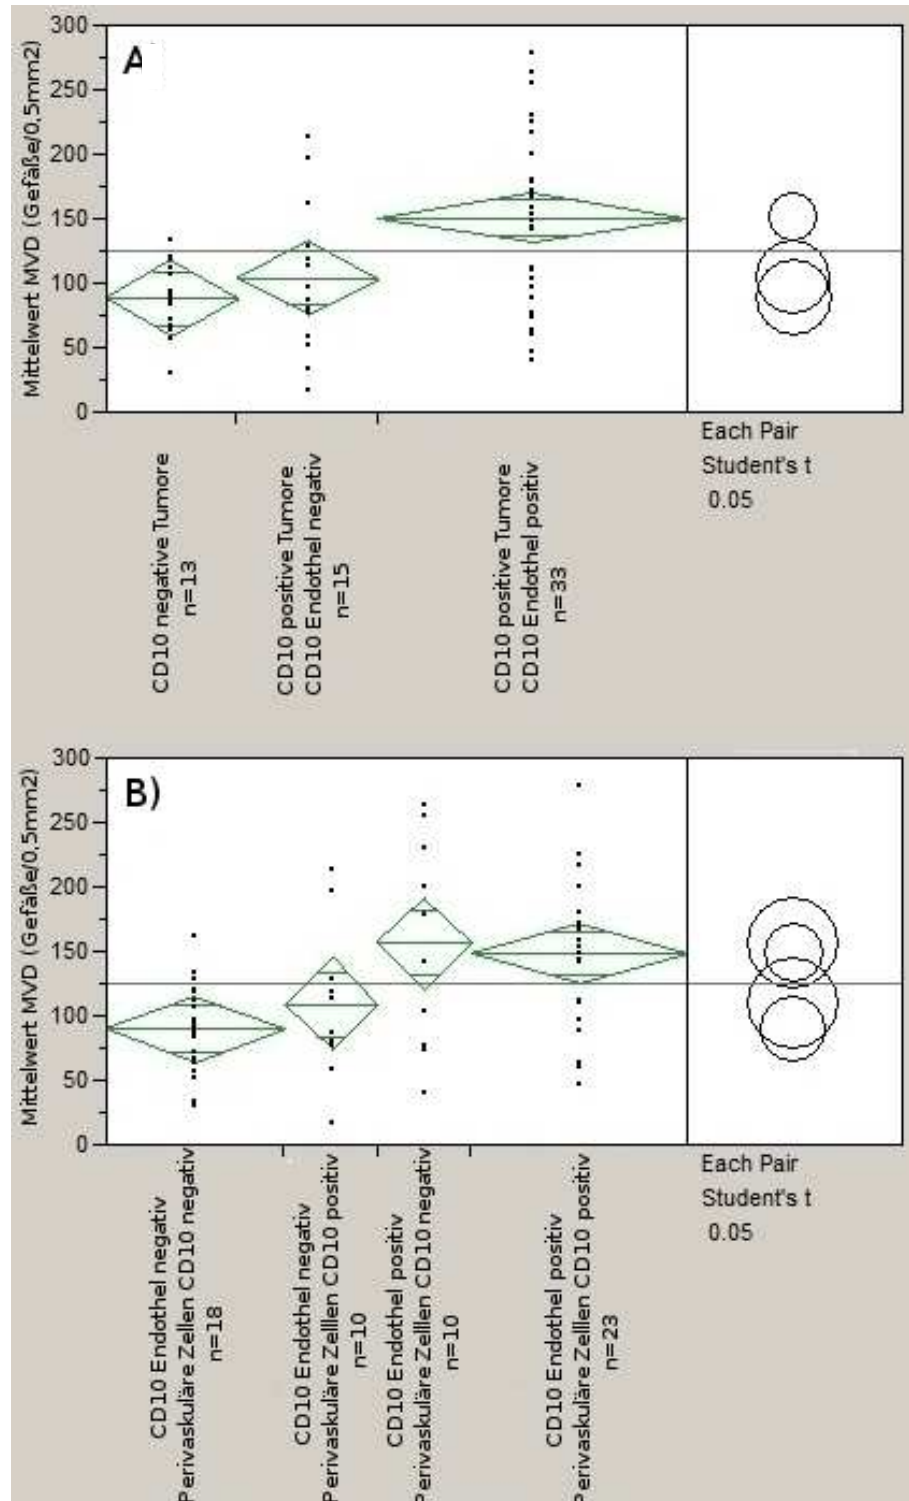 A
Mittelwert MVD (Gefäße/0,5mm2)
300
250
200
150
100
50
0
CD10 negative Tumore
n=13
CD10 positive Tumore
CD10 Endothel negativ
n=15
CD10 positive Tumore
CD10 Endothel positiv
n=33
Each Pair
Student's t
0.05
B)
Mittelwert MVD (Gefäße/0,5mm2)
300
250
200
150
100
50
0
CD10 Endothel negativ
Perivaskuläre Zellen CD10 negativ
n=18
CD10 Endothel negativ
Perivaskuläre Zelllen CD10 positiv
n=10
CD10 Endothel positiv
Perivaskuläre Zelllen CD10 negativ
n=10
CD10 Endothel positiv
Perivaskuläre Zelllen CD10 positiv
n=23
Each Pair
Student's t
0.05